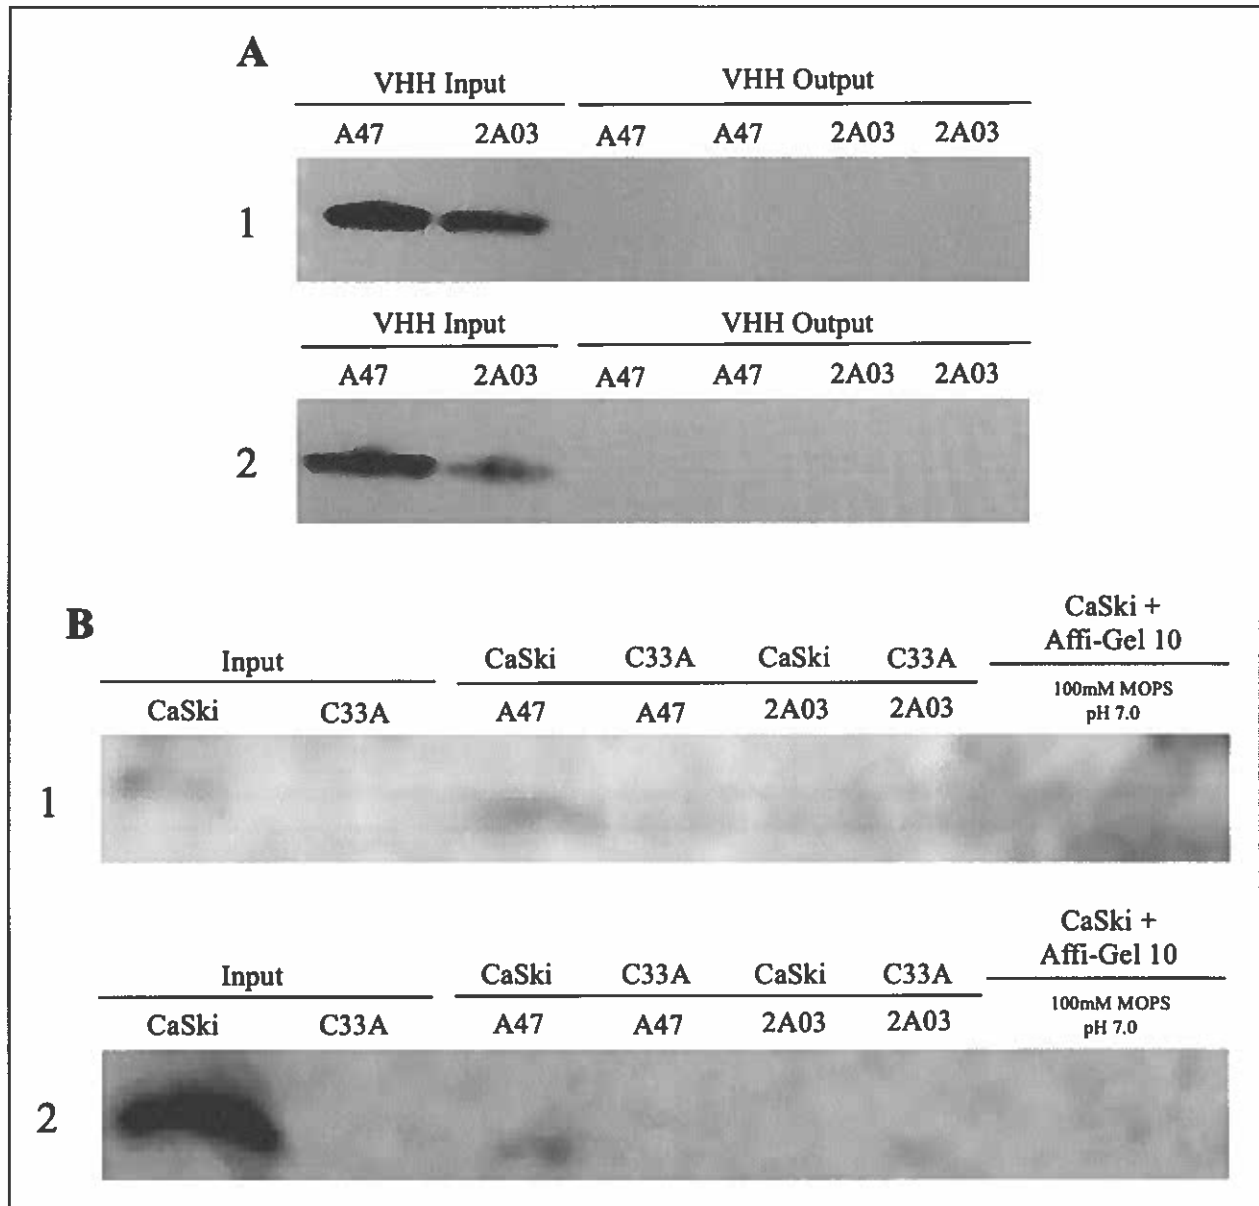 A
VHH Input VHH Output
A47 2A03 A47 A47 2A03 2A03
1
VHH Input VHH Output
A47 2A03 A47 A47 2A03 2A03
2
B
CaSki +
Affi-Gel 10
Input CaSki C33A CaSki C33A
CaSki C33A A47 A47 2A03 2A03 100mM MOPS
pH 7.0
1
CaSki +
Affi-Gel 10
Input CaSki C33A CaSki C33A
CaSki C33A A47 A47 2A03 2A03 100mM MOPS
pH 7.0
2